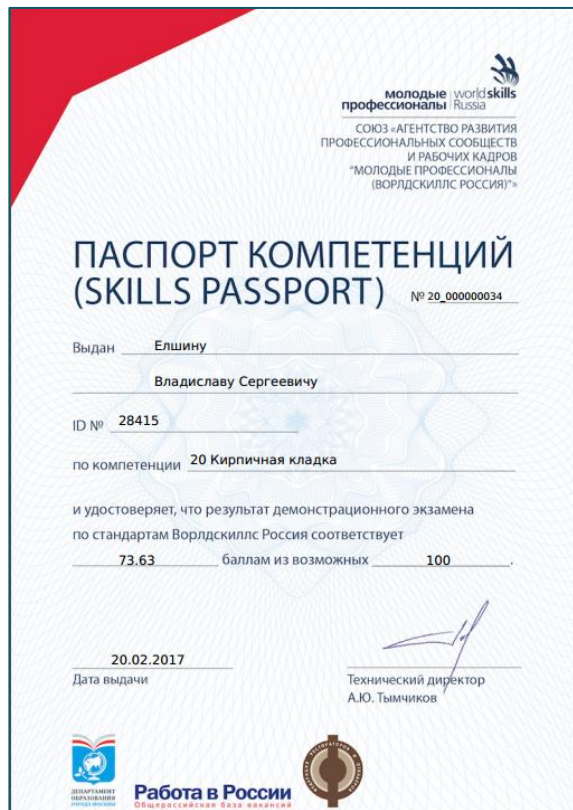 молодые профессионалы
worldskills Russia
СОЮЗ «АГЕНТСТВО РАЗВИТИЯ
ПРОФЕССИОНАЛЬНЫХ СООБЩЕСТВ
И РАБОЧИХ КАДРОВ
"МОЛОДЫЕ ПРОФЕССИОНАЛЫ
(ВОРЛДСКИЛЛС РОССИЯ)"»
ПАСПОРТ КОМПЕТЕНЦИЙ
(SKILLS PASSPORT) № 20_000000034
Выдан Елшину
Владиславу Сергеевичу
ID № 28415
по компетенции 20 Кирпичная кладка
и удостоверяет, что результат демонстрационного экзамена
по стандартам Ворлдскиллс Россия соответствует
73.63 баллам из возможных 100 .
20.02.2017
Дата выдачи
Технический директор
А.Ю. Тымчиков
ДЕПАРТАМЕНТ
ОБРАЗОВАНИЯ
ГОРОДА МОСКВЫ
Работа в России
Общероссийская база вакансий